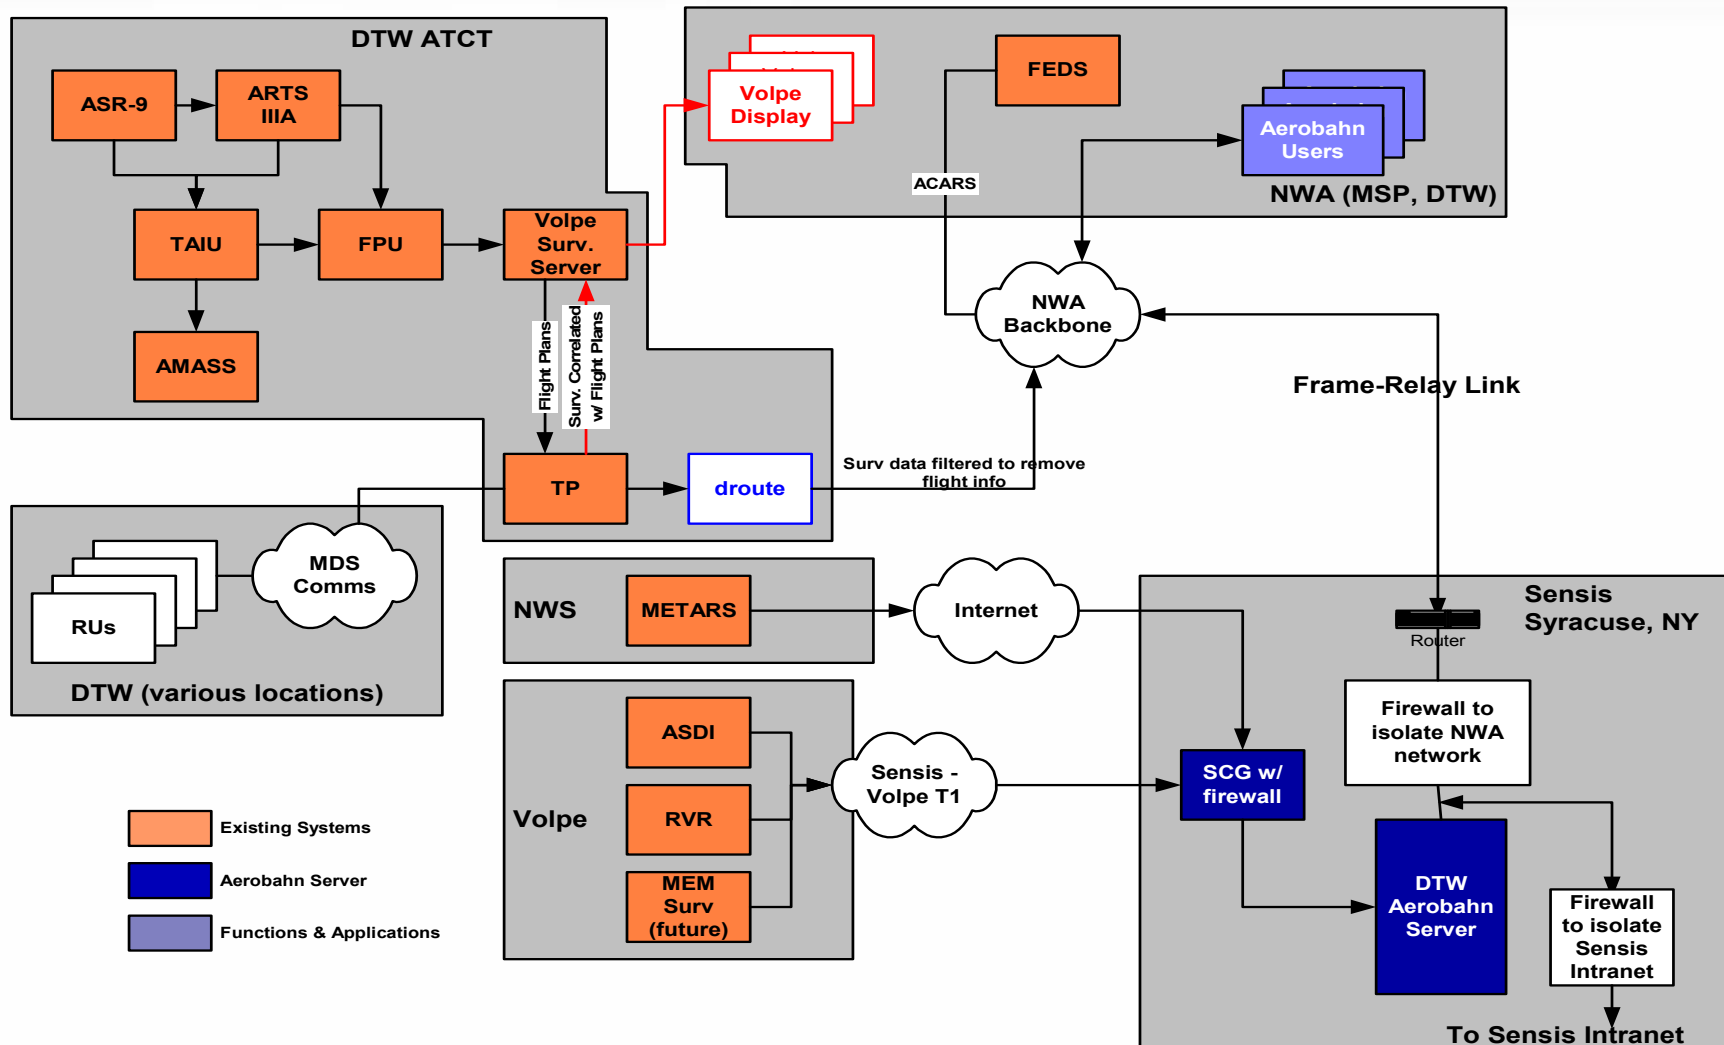 DTW ATCT
ASR-9
ARTS
IIIA
TAIU
FPU
Volpe
Surv.
Server
AMASS
Flight Plans
Surv. Correlated
w/ Flight Plans
TP
droute
Volpe
Display
FEDS
Aerobahn
Users
ACARS
NWA (MSP, DTW)
NWA
Backbone
Frame-Relay Link
Surv data filtered to remove
flight info
MDS
Comms
RUs
DTW (various locations)
NWS
METARS
Internet
Volpe
ASDI
RVR
MEM
Surv
(future)
Sensis -
Volpe T1
Sensis
Syracuse, NY
Router
Firewall to
isolate NWA
network
SCG w/
firewall
DTW
Aerobahn
Server
Firewall
to isolate
Sensis
Intranet
To Sensis Intranet
Existing Systems
Aerobahn Server
Functions & Applications